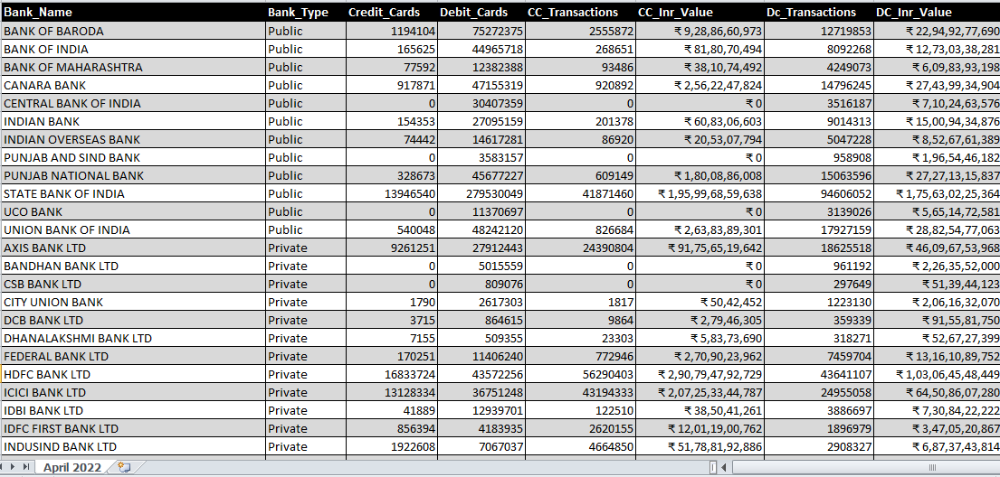 Bank_Name Bank_Type Credit_Cards Debit_Cards CC_Transactions CC_Inr_Value Dc_Transactions DC_Inr_Value
BANK OF BARODA Public 1194104 75272375 2555872 ₹ 9,28,86,60,973 12719853 ₹ 22,94,92,77,690
BANK OF INDIA Public 165625 44965718 268651 ₹ 81,80,70,494 8092268 ₹ 12,73,03,38,281
BANK OF MAHARASHTRA Public 77592 12382388 93486 ₹ 38,10,74,492 4249073 ₹ 6,09,83,93,198
CANARA BANK Public 917871 47155319 920892 ₹ 2,56,22,47,824 14796245 ₹ 27,43,99,34,904
CENTRAL BANK OF INDIA Public 0 30407359 0 ₹ 0 3516187 ₹ 7,10,24,63,576
INDIAN BANK Public 154353 27095159 201378 ₹ 60,83,06,603 9014313 ₹ 15,00,94,34,876
INDIAN OVERSEAS BANK Public 74442 14617281 86920 ₹ 20,53,07,794 5047228 ₹ 8,52,67,61,389
PUNJAB AND SIND BANK Public 0 3583157 0 ₹ 0 958908 ₹ 1,96,54,46,182
PUNJAB NATIONAL BANK Public 328673 45677227 609149 ₹ 1,80,08,86,008 15063596 ₹ 27,27,13,15,837
STATE BANK OF INDIA Public 13946540 279530049 41871460 ₹ 1,95,99,68,59,638 94606052 ₹ 1,75,63,02,25,364
UCO BANK Public 0 11370697 0 ₹ 0 3139026 ₹ 5,65,14,72,581
UNION BANK OF INDIA Public 540048 48242120 826684 ₹ 2,63,83,89,301 17927159 ₹ 28,82,54,77,063
AXIS BANK LTD Private 9261251 27912443 24390804 ₹ 91,75,65,19,642 18625518 ₹ 46,09,67,53,968
BANDHAN BANK LTD Private 0 5015559 0 ₹ 0 961192 ₹ 2,26,35,52,000
CSB BANK LTD Private 0 809076 0 ₹ 0 297649 ₹ 51,39,44,123
CITY UNION BANK Private 1790 2617303 1817 ₹ 50,42,452 1223130 ₹ 2,06,16,32,070
DCB BANK LTD Private 3715 864615 9864 ₹ 2,79,46,305 359339 ₹ 91,55,81,750
DHANALAKSHMI BANK LTD Private 7155 509355 23303 ₹ 5,83,73,690 318271 ₹ 52,67,27,399
FEDERAL BANK LTD Private 170251 11406240 772946 ₹ 2,70,90,23,962 7459704 ₹ 13,16,10,89,752
HDFC BANK LTD Private 16833724 43572256 56290403 ₹ 2,90,79,47,92,729 43641107 ₹ 1,03,06,45,48,449
ICICI BANK LTD Private 13128334 36751248 43194333 ₹ 2,07,25,33,44,787 24955058 ₹ 64,50,86,07,280
IDBI BANK LTD Private 41889 12939701 122510 ₹ 38,50,41,261 3886697 ₹ 7,30,84,22,222
IDFC FIRST BANK LTD Private 856394 4183935 2620155 ₹ 12,01,19,00,762 1896979 ₹ 3,47,05,20,867
INDUSIND BANK LTD Private 1922608 7067037 4664850 ₹ 51,78,81,92,886 2908327 ₹ 6,87,37,43,814
April 2022